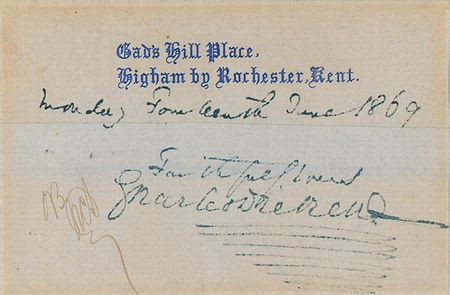 Gad's Hill Place,
Higham by Rochester, Kent.
Monday Fourteenth June 1869
Faithfully Yours
Charles Dickens